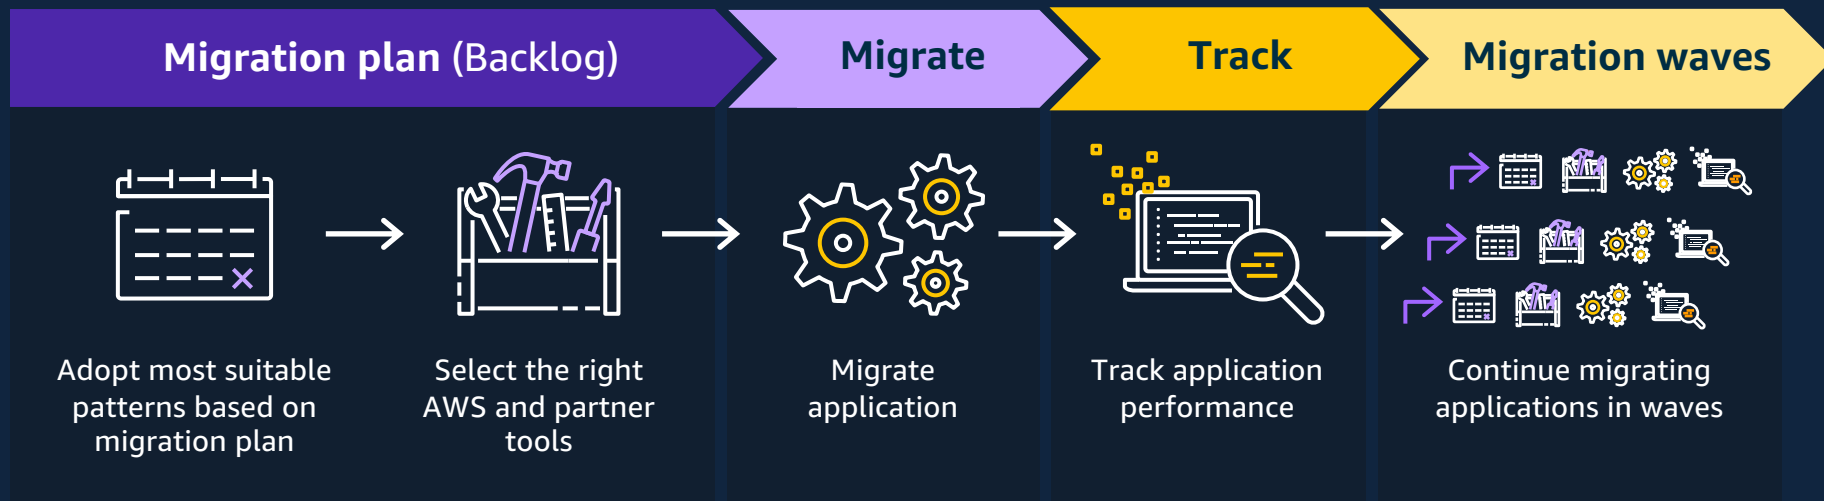 Migration plan (Backlog)
Migrate
Track
Migration waves
Adopt most suitable
patterns based on
migration plan
Select the right
AWS and partner
tools
Migrate
application
Track application
performance
Continue migrating
applications in waves